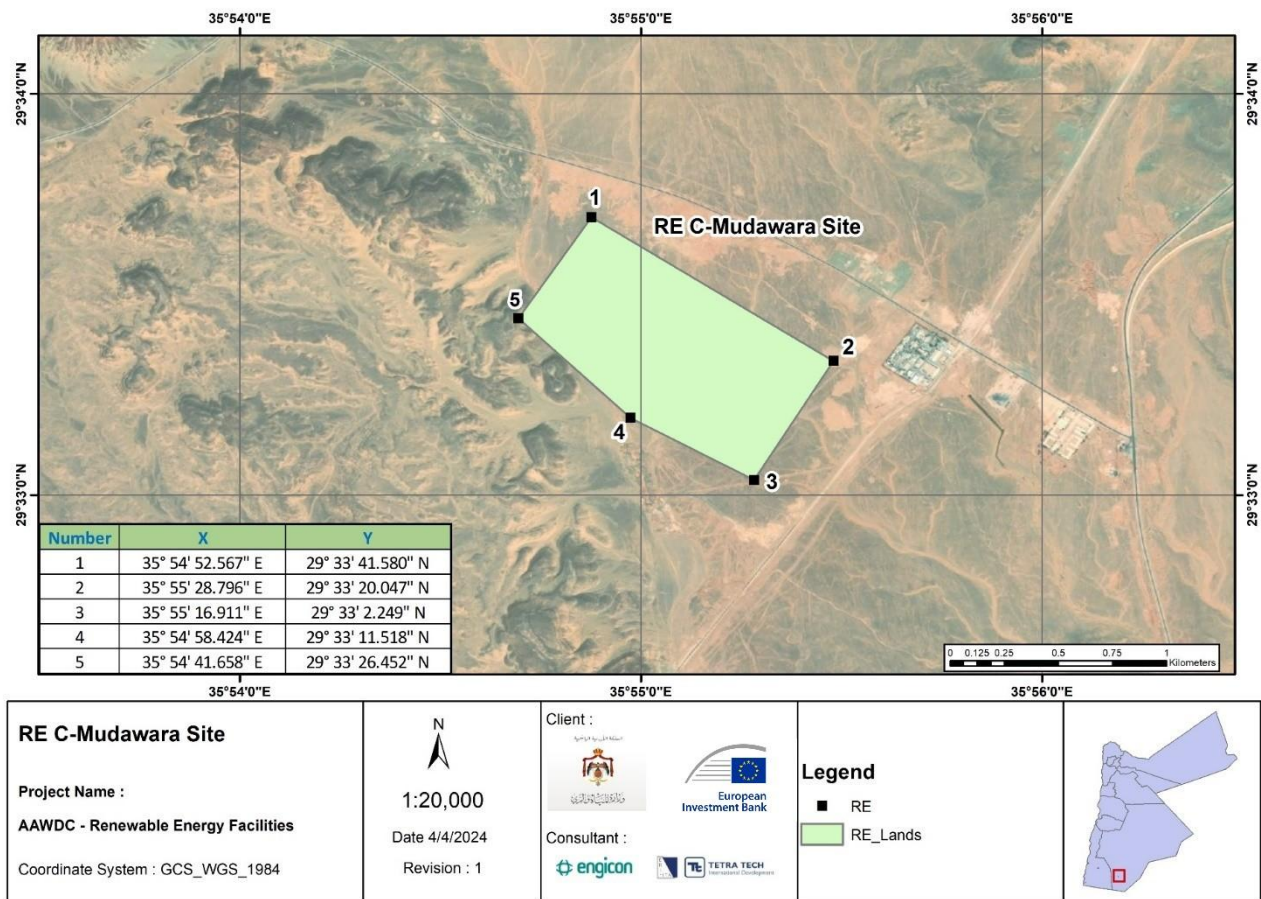 35°54'0"E 35°55'0"E 35°56'0"E
29°34'0"N 29°34'0"N
1
RE C-Mudawara Site
5
2
4
3
29°33'0"N 29°33'0"N
Number X Y
1 35° 54' 52.567" E 29° 33' 41.580" N
2 35° 55' 28.796" E 29° 33' 20.047" N
3 35° 55' 16.911" E 29° 33' 2.249" N
4 35° 54' 58.424" E 29° 33' 11.518" N
5 35° 54' 41.658" E 29° 33' 26.452" N
0 0.125 0.25 0.5 0.75 1
Kilometers
35°54'0"E 35°55'0"E 35°56'0"E
RE C-Mudawara Site
Project Name :
AAWDC - Renewable Energy Facilities
Coordinate System : GCS_WGS_1984
N
1:20,000
Date 4/4/2024
Revision : 1
Client :
European
Investment Bank
Consultant :
engicon
TETRA TECH
International Development
Legend
RE
RE_Lands